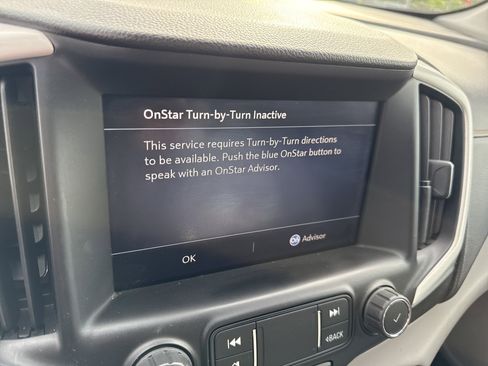 OnStar Turn-by-Turn Inactive
This service requires Turn-by-Turn directions
to be available. Push the blue OnStar button to
speak with an OnStar Advisor.
OK
Advisor
BACK